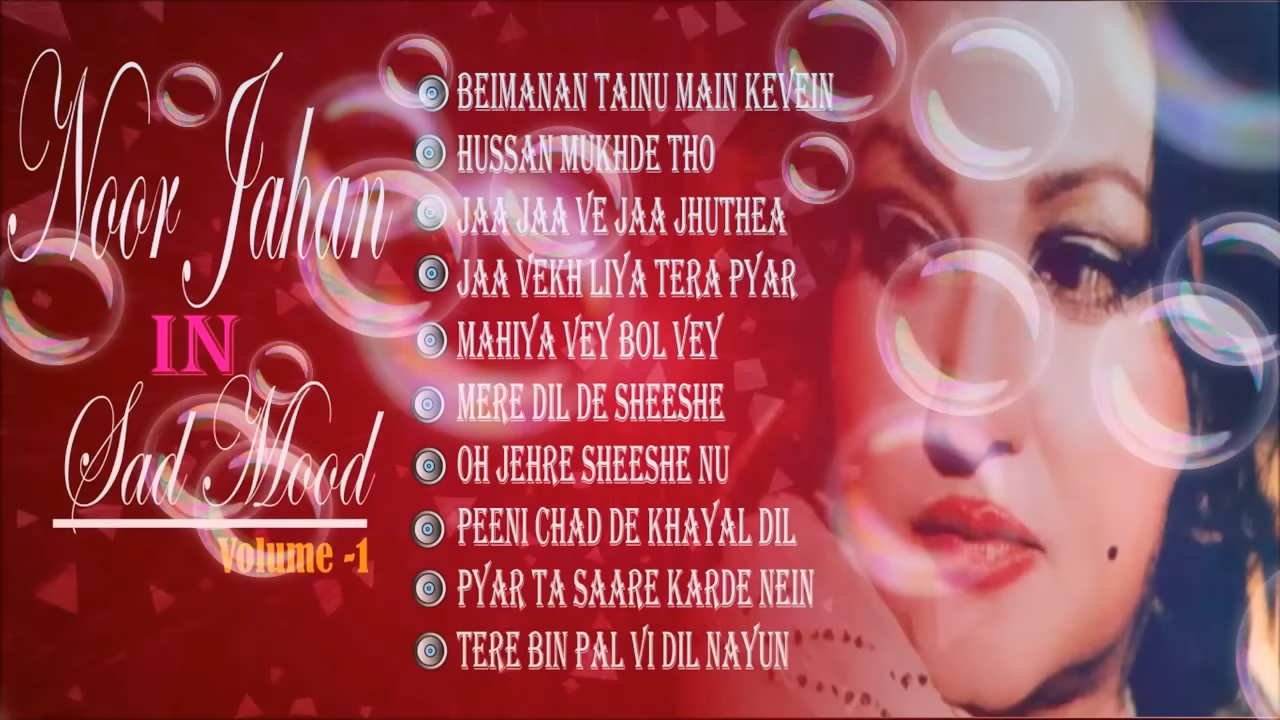 Noor Jahan
IN
Sad Mood
Volume -1
BEIMANAN TAINU MAIN KEVEIN
HUSSAN MUKHDE THO
JAA JAA VE JAA JHUTHEA
JAA VEKH LIYA TERA PYAR
MAHIYA VEY BOL VEY
MERE DIL DE SHEESHE
OH JEHRE SHEESHE NU
PEENI CHAD DE KHAYAL DIL
PYAR TA SAARE KARDE NEIN
TERE BIN PAL VI DIL NAYUN